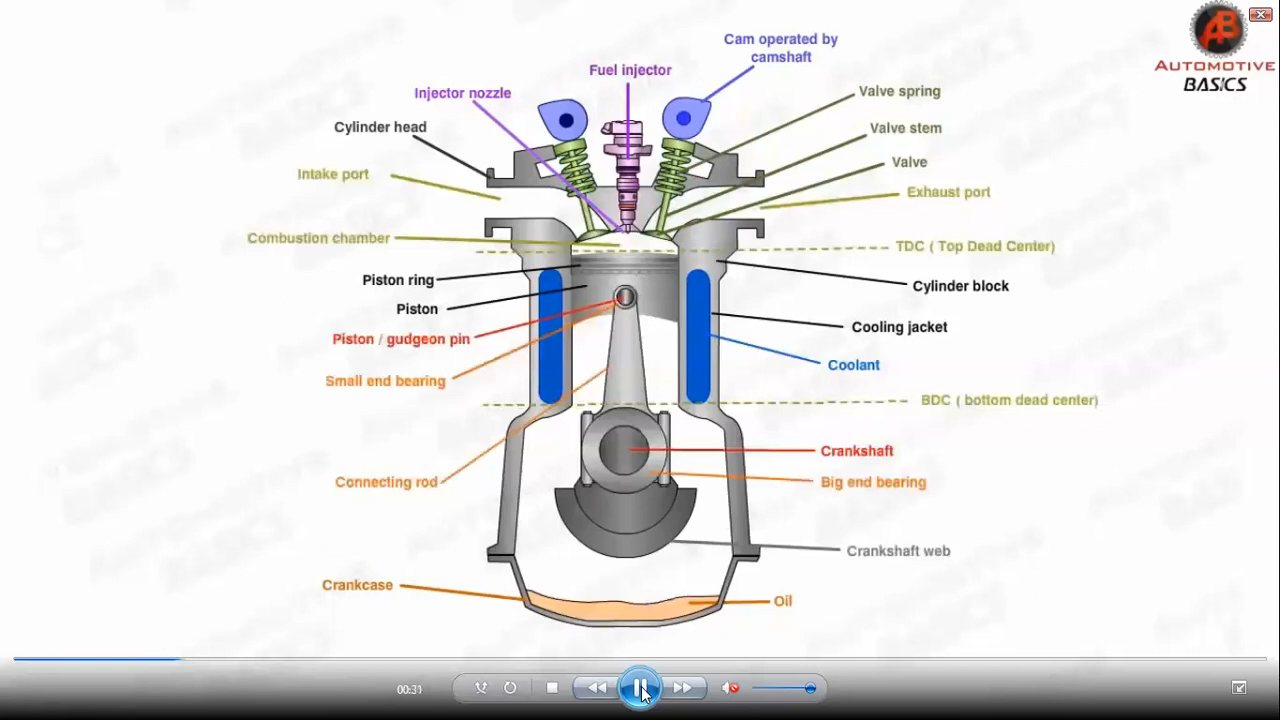 Cam operated by
camshaft
AB
AUTOMOTIVE
BASICS
Fuel injector
Injector nozzle
Valve spring
Cylinder head
Valve stem
Intake port
Valve
Exhaust port
Combustion chamber
TDC ( Top Dead Center)
Piston ring
Cylinder block
Piston
Cooling jacket
Piston / gudgeon pin
Coolant
Small end bearing
BDC ( bottom dead center)
Crankshaft
Connecting rod
Big end bearing
Crankshaft web
Crankcase
Oil
00:31